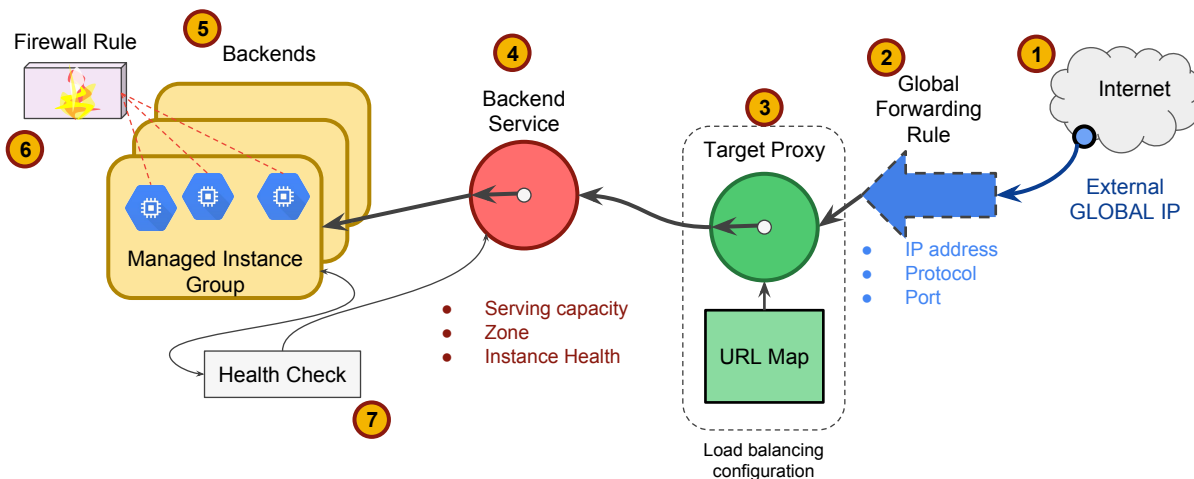 1
Internet
External
GLOBAL IP
2
Global
Forwarding
Rule
● IP address
● Protocol
● Port
3
Target Proxy
URL Map
Load balancing
configuration
4
Backend
Service
● Serving capacity
● Zone
● Instance Health
5
Backends
Managed Instance
Group
Firewall Rule
6
Health Check
7